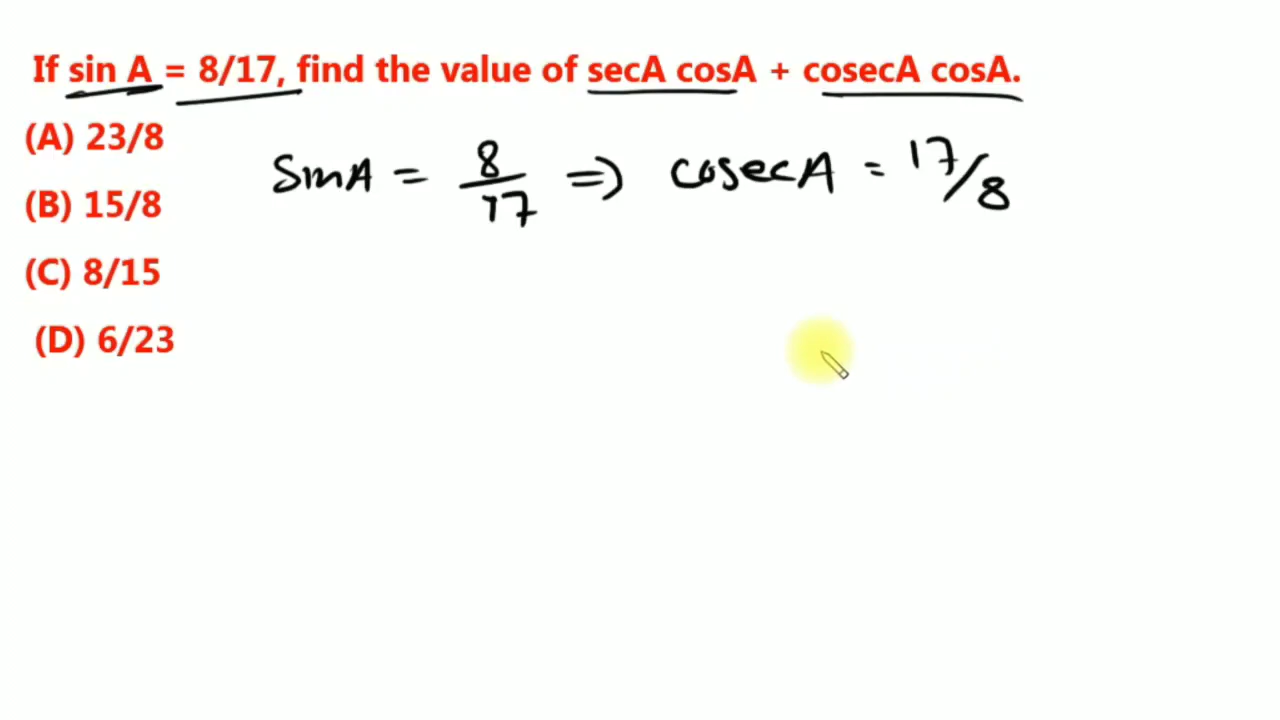 If sin A = 8/17, find the value of secA cosA + cosecA cosA.
(A) 23/8
sinA = 8/17 ⇒ cosecA = 17/8
(B) 15/8
(C) 8/15
(D) 6/23